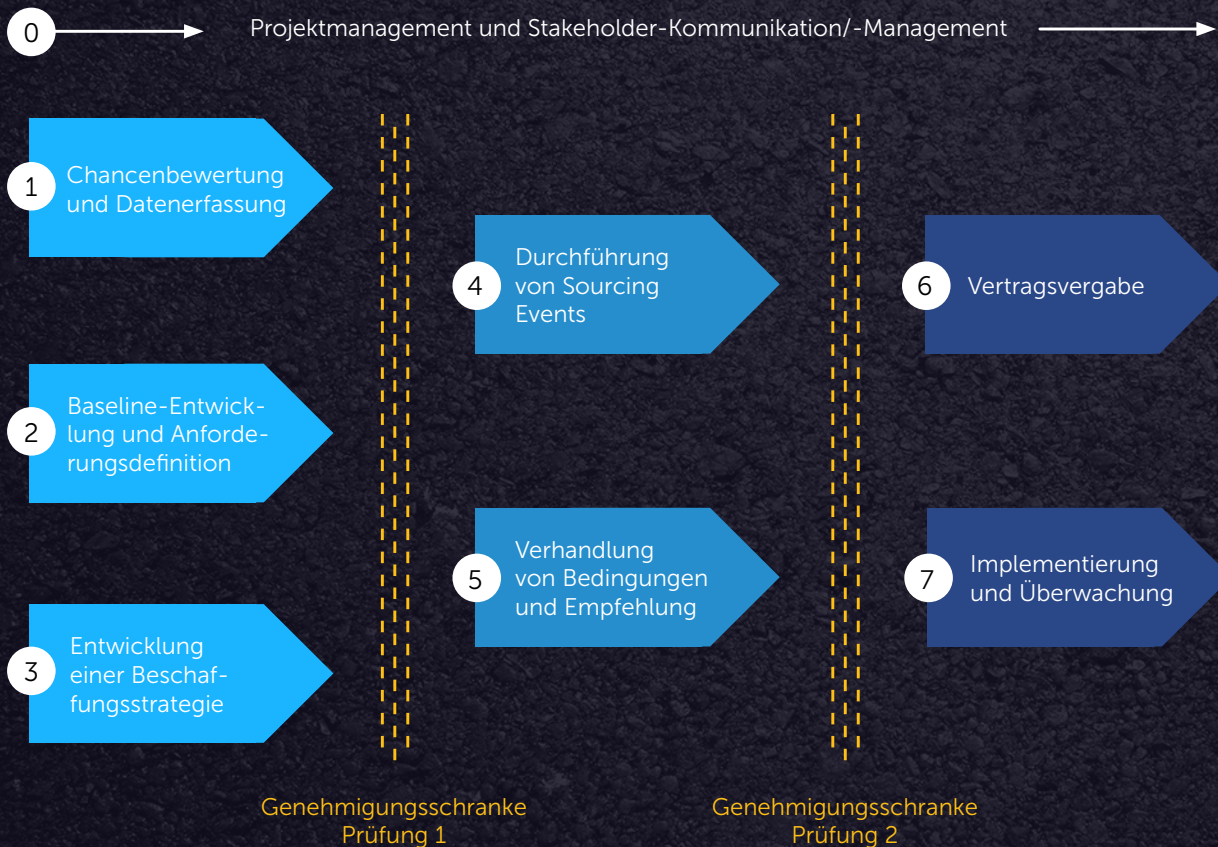 0
Projektmanagement und Stakeholder-Kommunikation/-Management
1
Chancenbewertung
und Datenerfassung
2
Baseline-Entwick-
lung und Anforde-
rungsdefinition
3
Entwicklung
einer Beschaf-
fungsstrategie
Genehmigungsschranke
Prüfung 1
4
Durchführung
von Sourcing
Events
5
Verhandlung
von Bedingungen
und Empfehlung
Genehmigungsschranke
Prüfung 2
6
Vertragsvergabe
7
Implementierung
und Überwachung